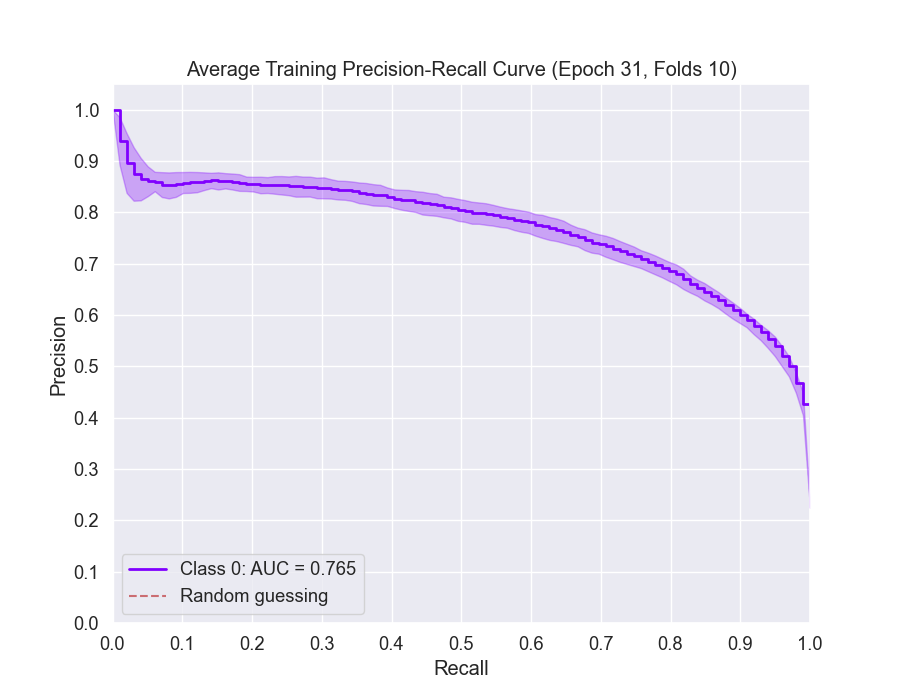 Average Training Precision-Recall Curve (Epoch 31, Folds 10)
1.0
0.9
0.8
0.7
0.6
0.5
0.4
0.3
0.2
0.1
0.0
Precision
Class 0: AUC = 0.765
Random guessing
0.0 0.1 0.2 0.3 0.4 0.5 0.6 0.7 0.8 0.9 1.0
Recall